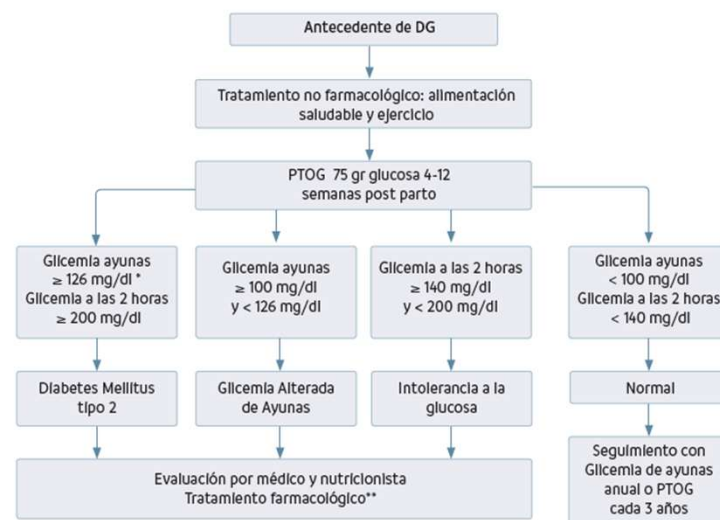 Antecedente de DG
Tratamiento no farmacológico: alimentación
saludable y ejercicio
PTOG 75 gr glucosa 4-12
semanas post parto
Glicemia ayunas
≥ 126 mg/dl *
Glicemia a las 2 horas
≥ 200 mg/dl
Glicemia ayunas
≥ 100 mg/dl
y < 126 mg/dl
Glicemia a las 2 horas
≥ 140 mg/dl
y < 200 mg/dl
Glicemia ayunas
< 100 mg/dl
Glicemia a las 2 horas
< 140 mg/dl
Diabetes Mellitus
tipo 2
Glicemia Alterada
de Ayunas
Intolerancia a la
glucosa
Normal
Evaluación por médico y nutricionista
Tratamiento farmacológico**
Seguimiento con
Glicemia de ayunas
anual o PTOG
cada 3 años